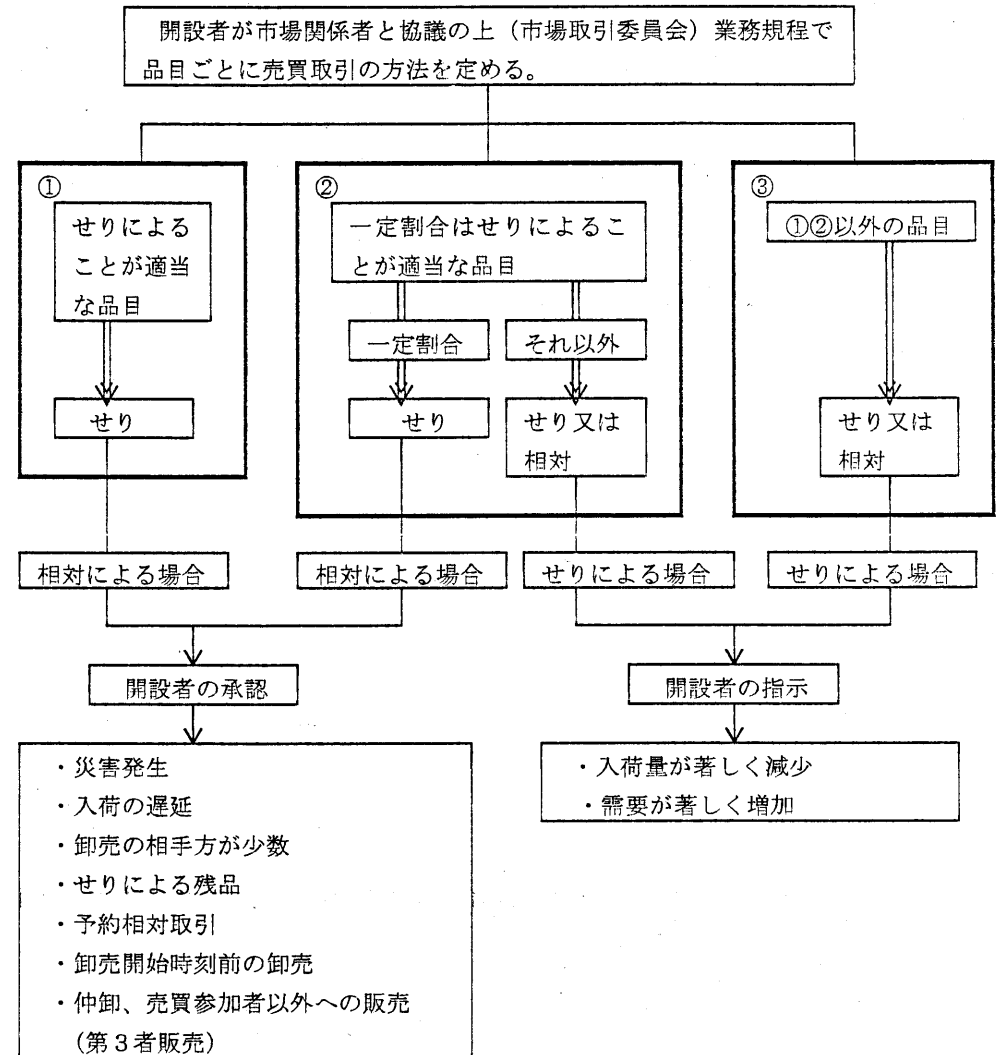 開設者が市場関係者と協議の上（市場取引委員会）業務規程で
品目ごとに売買取引の方法を定める。
①
せりによる
ことが適当
な品目
せり
②
一定割合はせりによるこ
とが適当な品目
一定割合
それ以外
せり
せり又は
相対
③
①②以外の品目
せり又は
相対
相対による場合
相対による場合
せりによる場合
せりによる場合
開設者の承認
開設者の指示
・災害発生
・入荷の遅延
・卸売の相手方が少数
・せりによる残品
・予約相対取引
・卸売開始時刻前の卸売
・仲卸、売買参加者以外への販売
（第３者販売）
・入荷量が著しく減少
・需要が著しく増加